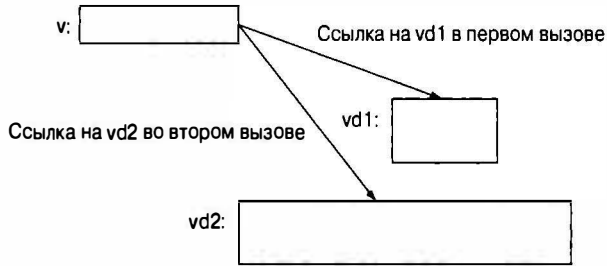 v:
Ссылка на vd1 в первом вызове
vd1:
Ссылка на vd2 во втором вызове
vd2: